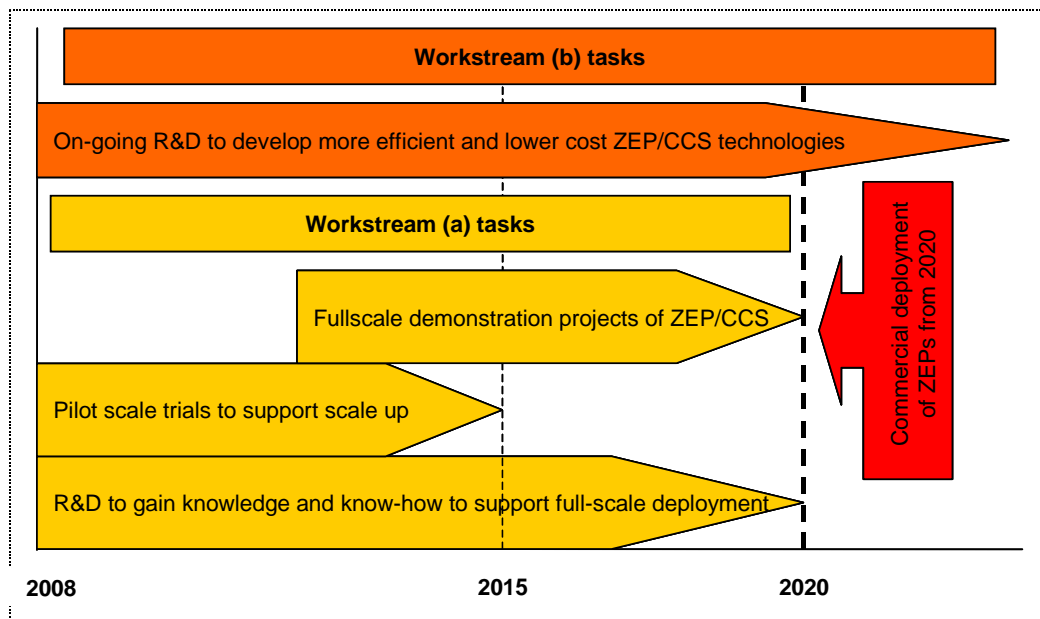 Workstream (b) tasks
On-going R&D to develop more efficient and lower cost ZEP/CCS technologies
Workstream (a) tasks
Fullscale demonstration projects of ZEP/CCS
Commercial deployment
of ZEPs from 2020
Pilot scale trials to support scale up
R&D to gain knowledge and know-how to support full-scale deployment
2008
2015
2020